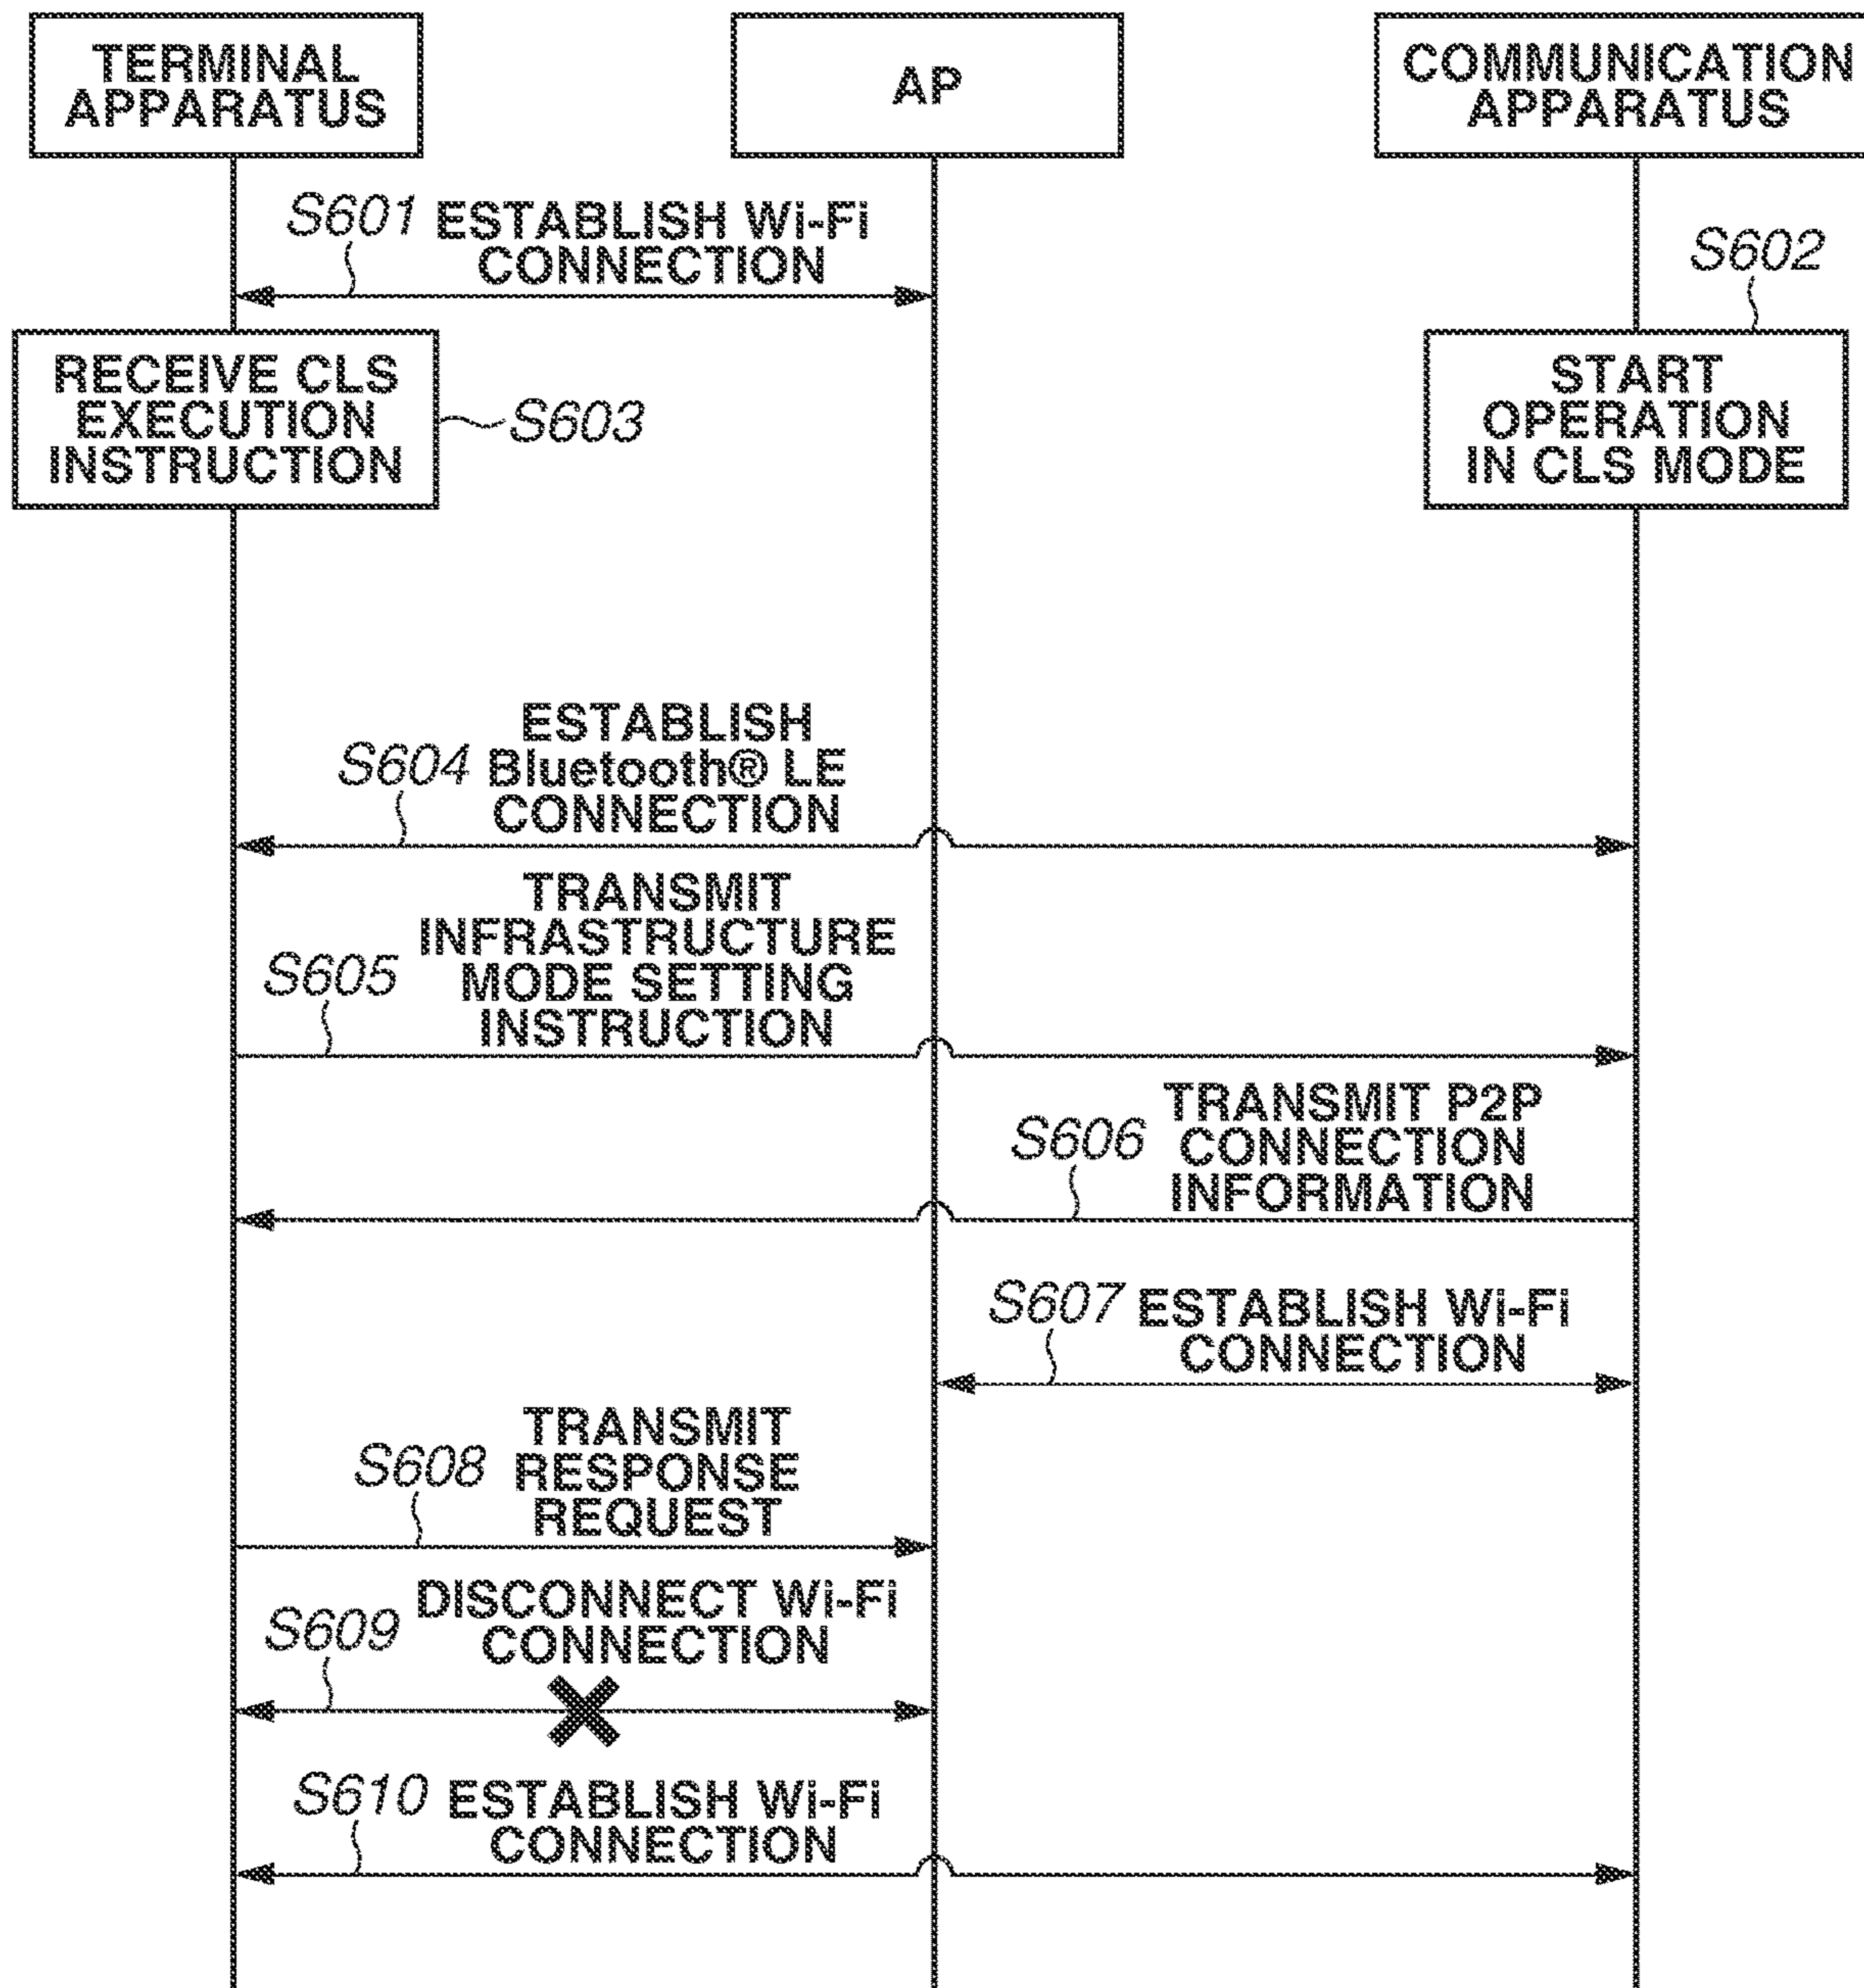 TERMINAL
APPARATUS
AP
COMMUNICATION
APPARATUS
S601 ESTABLISH Wi-Fi
CONNECTION
S602
RECEIVE CLS
EXECUTION
INSTRUCTION
S603
START
OPERATION
IN CLS MODE
ESTABLISH
S604 Bluetooth® LE
CONNECTION
TRANSMIT
INFRASTRUCTURE
S605 MODE SETTING
INSTRUCTION
TRANSMIT P2P
S606 CONNECTION
INFORMATION
S607 ESTABLISH Wi-Fi
CONNECTION
TRANSMIT
S608 RESPONSE
REQUEST
DISCONNECT Wi-Fi
S609 CONNECTION
S610 ESTABLISH Wi-Fi
CONNECTION